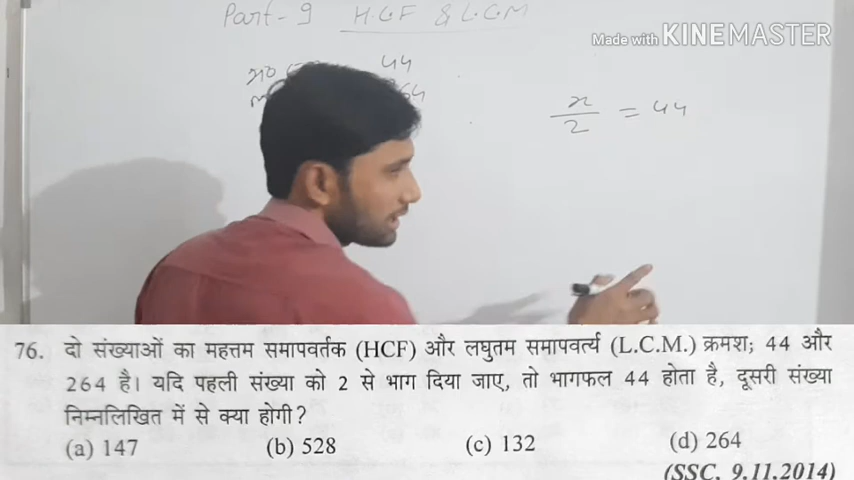 Part-9 H.C.F & L.C.M
Made with KINEMASTER
म० 44
x/2 = 44
76. दो संख्याओं का महत्तम समापवर्तक (HCF) और लघुतम समापवर्त्य (L.C.M.) क्रमश; 44 और
264 है। यदि पहली संख्या को 2 से भाग दिया जाए, तो भागफल 44 होता है, दूसरी संख्या
निम्नलिखित में से क्या होगी?
(a) 147 (b) 528 (c) 132 (d) 264
(SSC, 9.11.2014)